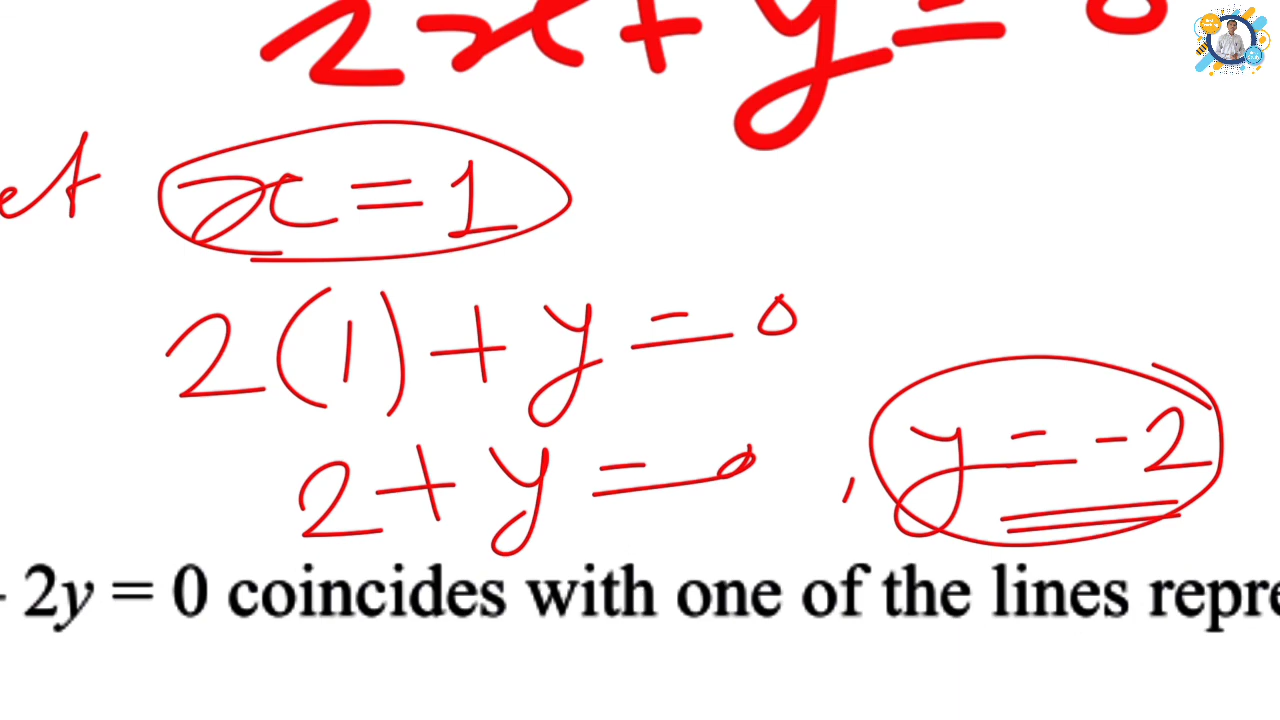 2x + y = 0
et x = 1
2(1) + y = 0
2 + y = 0 , y = -2
- 2y = 0 coincides with one of the lines repre